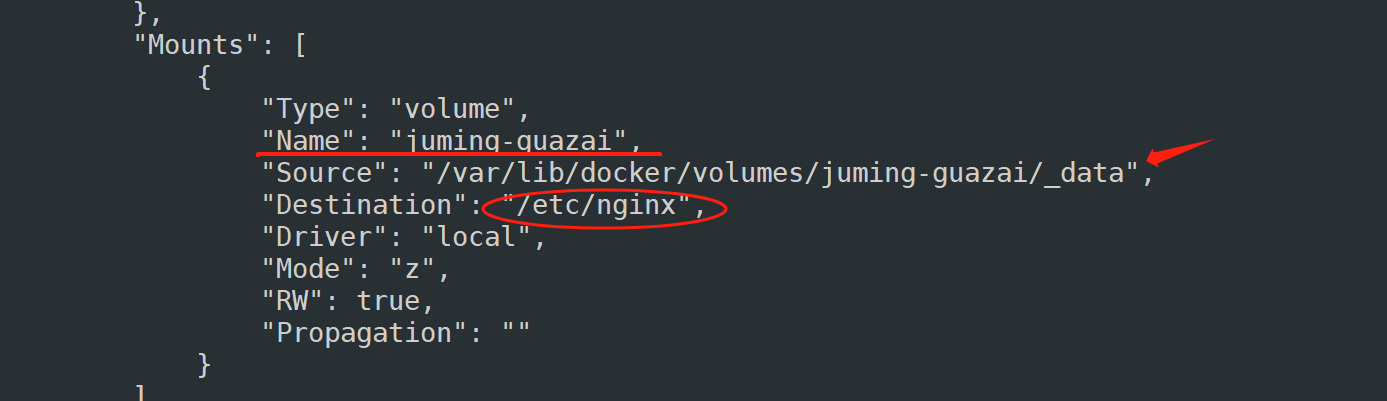 },
"Mounts": [
{
"Type": "volume",
"Name": "juming-guazai",
"Source": "/var/lib/docker/volumes/juming-guazai/_data",
"Destination": "/etc/nginx",
"Driver": "local",
"Mode": "z",
"RW": true,
"Propagation": ""
}
]